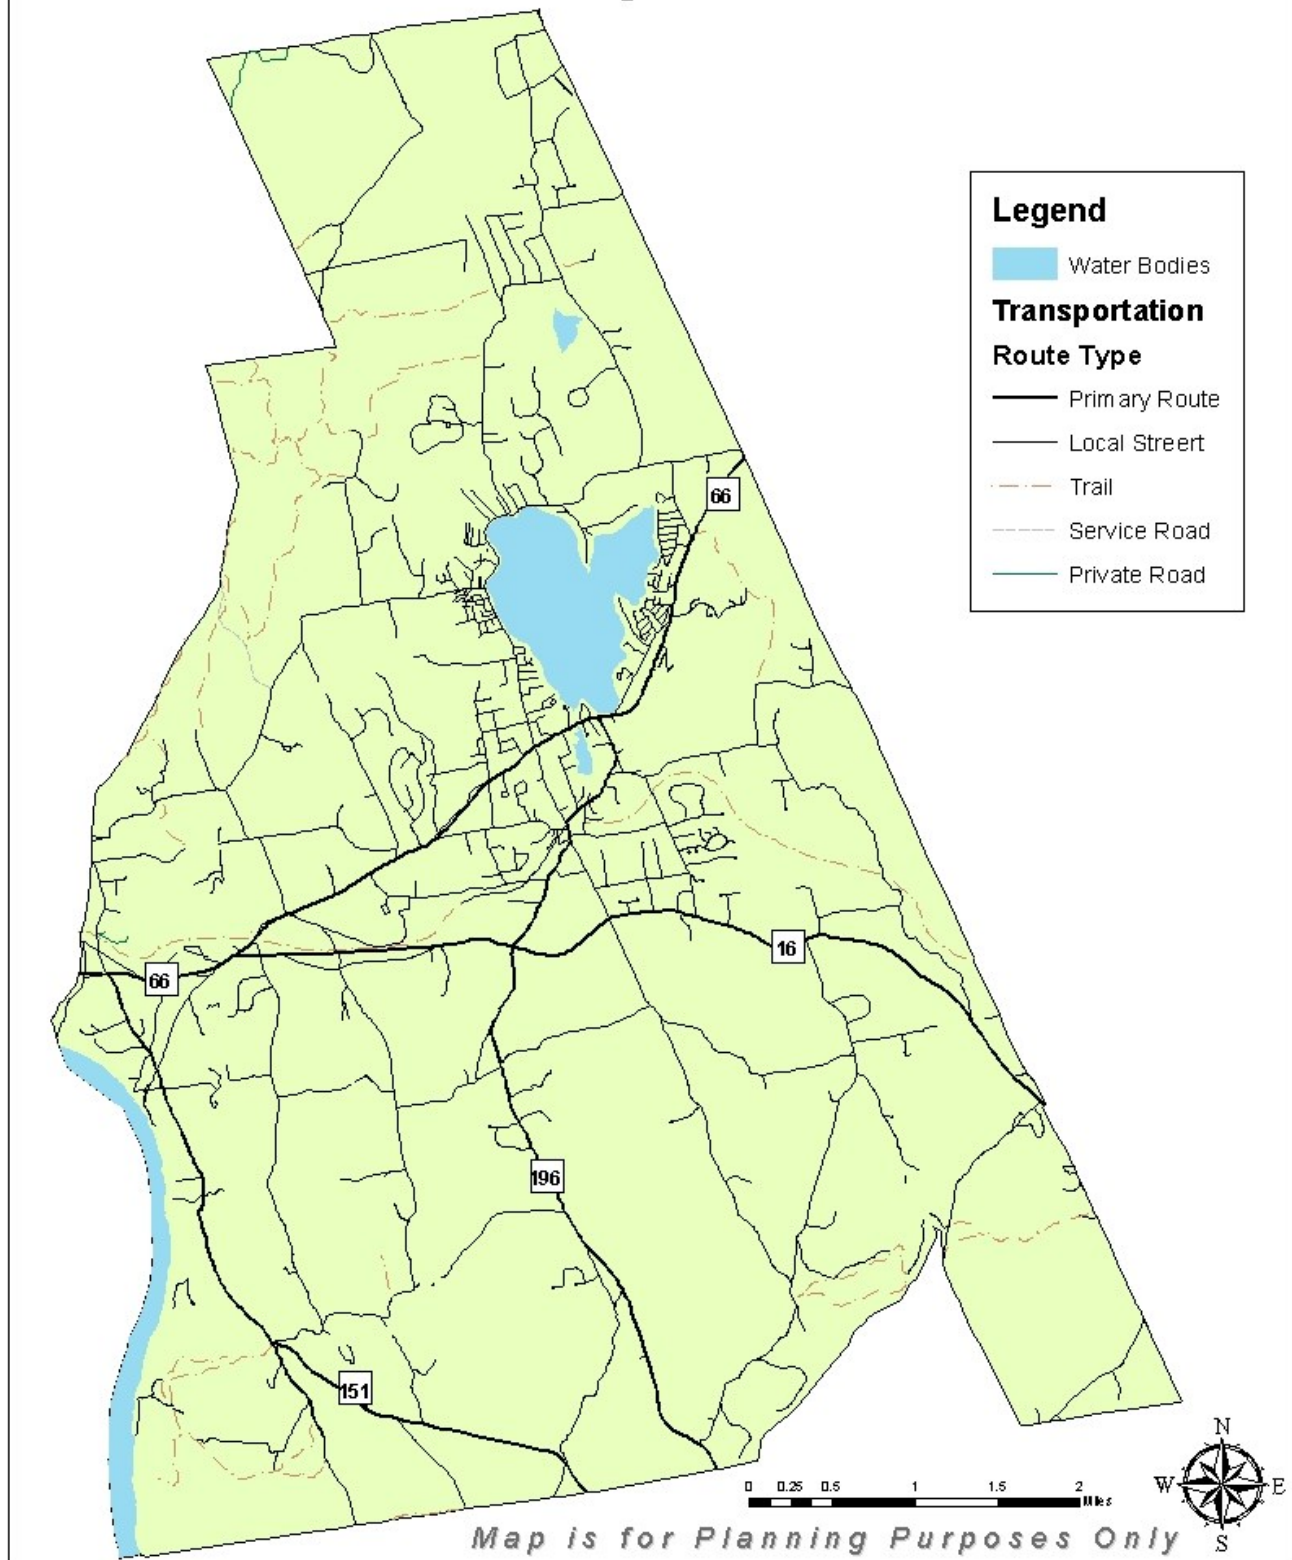 Legend
Water Bodies
Transportation
Route Type
Primary Route
Local Streert
Trail
Service Road
Private Road
66
66
16
196
151
N
W E
S
0 0.25 0.5 1 1.5 2
Miles
Map is for Planning Purposes Only